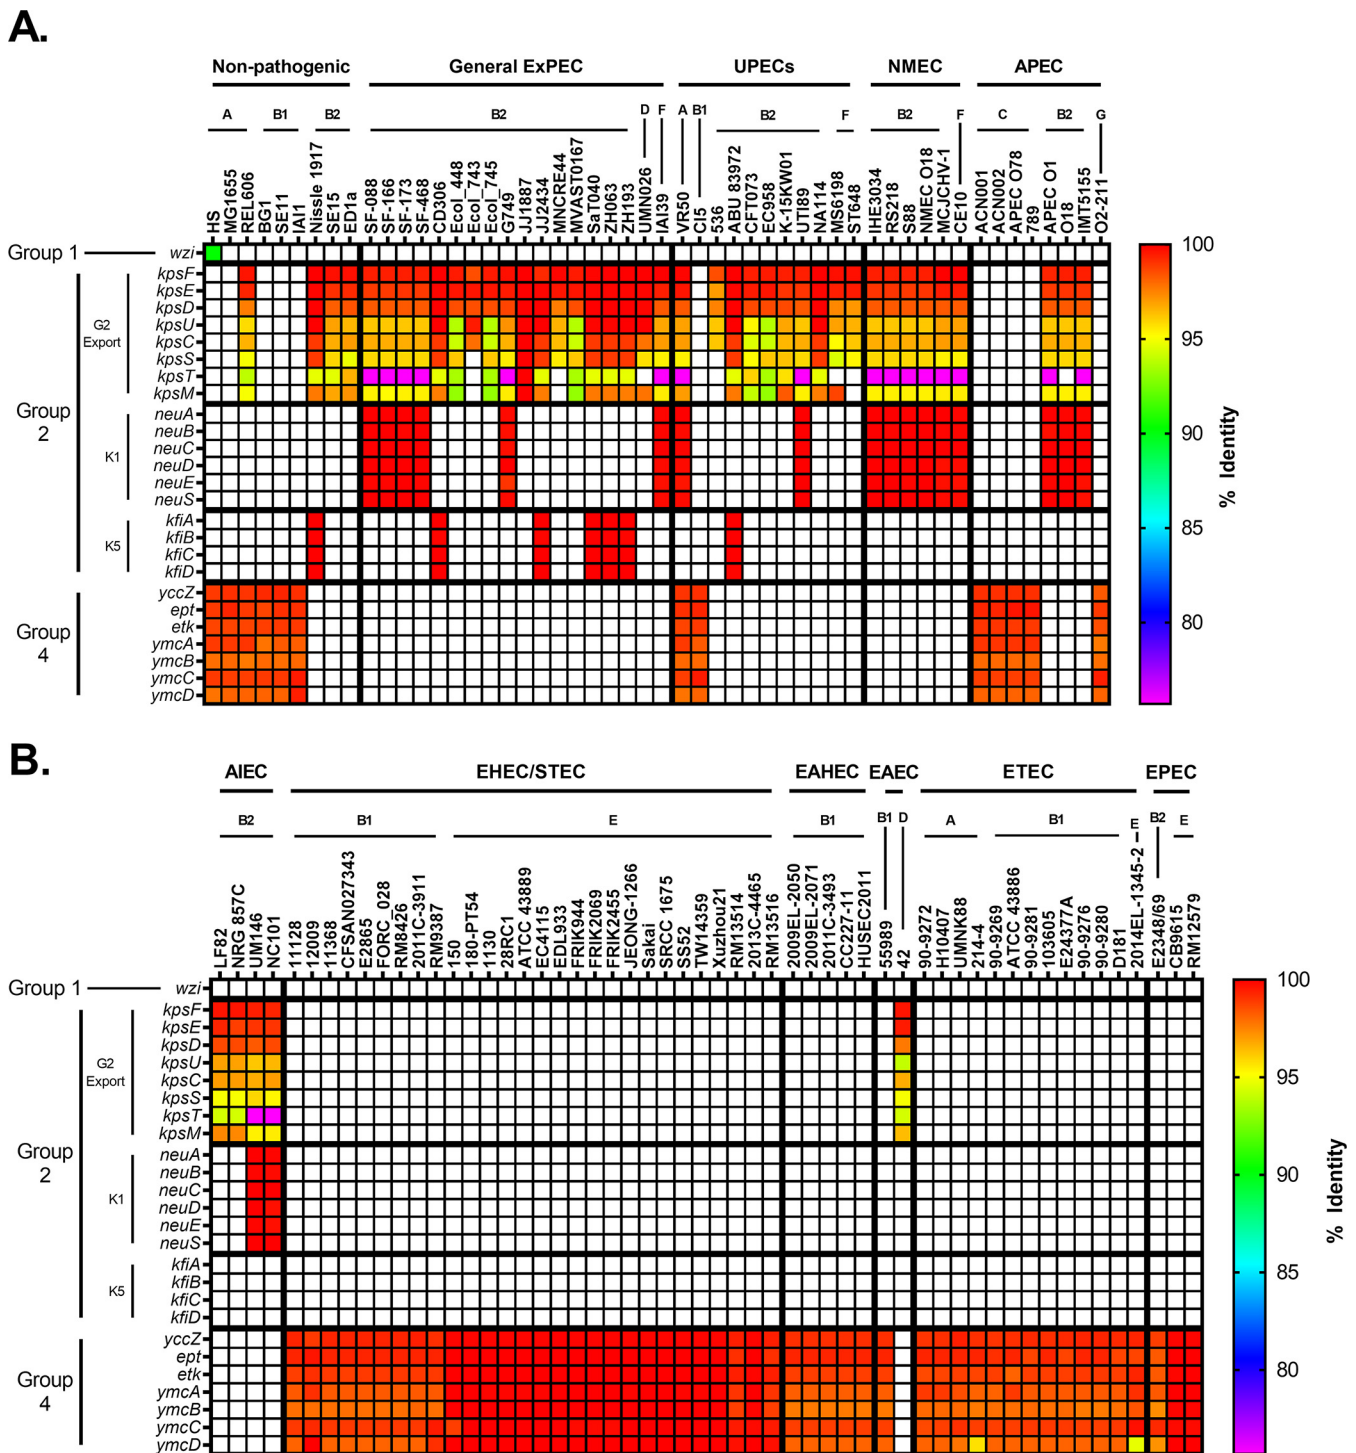 A.
Non-pathogenic General ExPEC UPECs NMEC APEC
A B1 B2 B2 D F A B1 B2 F B2 F C B2 G
HS
MG1655
REL606
BG1
SE11
IAI1
Nissle 1917
SE15
ED1a
SF-088
SF-166
SF-173
SF-468
CD306
Ecol_448
Ecol_743
Ecol_745
G749
JJ1887
JJ2434
MNCRE44
MVAST0167
SaT040
ZH063
ZH193
UMN026
IAI39
VR50
CI5
536
ABU 83972
CFT073
EC958
K-15KW01
UTI89
NA114
MS6198
ST648
IHE3034
RS218
S88
NMEC O18
MCJCHV-1
CE10
ACN001
ACN002
APEC O78
789
APEC O1
O18
IMT5155
O2-211
Group 1
wzi
Group
2
G2
Export
kpsF
kpsE
kpsD
kpsU
kpsC
kpsS
kpsT
kpsM
K1
neuA
neuB
neuC
neuD
neuE
neuS
K5
kfiA
kfiB
kfiC
kfiD
Group
4
yccZ
ept
etk
ymcA
ymcB
ymcC
ymcD
100
95
90
85
80
% Identity
B.
AIEC EHEC/STEC EAHEC EAEC ETEC EPEC
B2 B1 E B1 B1 D A B1 E B2 E
LF82
NRG 857C
UM146
NC101
11128
12009
11368
CFSAN027343
E2865
FORC_028
RM8426
2011C-3911
RM9387
150
180-PT54
1130
28RC1
ATCC 43889
EC4115
EDL933
FRIK944
FRIK2069
FRIK2455
JEONG-1266
Sakai
SRCC 1675
SS52
TW14359
Xuzhou21
RM13514
2013C-4465
RM13516
2009EL-2050
2009EL-2071
2011C-3493
CC227-11
HUSEC2011
55989
42
90-9272
H10407
UMNK88
214-4
90-9269
ATCC 43886
90-9281
103605
E24377A
90-9276
90-9280
D181
2014EL-1345-2
E2348/69
CB9615
RM12579
Group 1
wzi
Group
2
G2
Export
kpsF
kpsE
kpsD
kpsU
kpsC
kpsS
kpsT
kpsM
K1
neuA
neuB
neuC
neuD
neuE
neuS
K5
kfiA
kfiB
kfiC
kfiD
Group
4
yccZ
ept
etk
ymcA
ymcB
ymcC
ymcD
100
95
90
85
80
% Identity